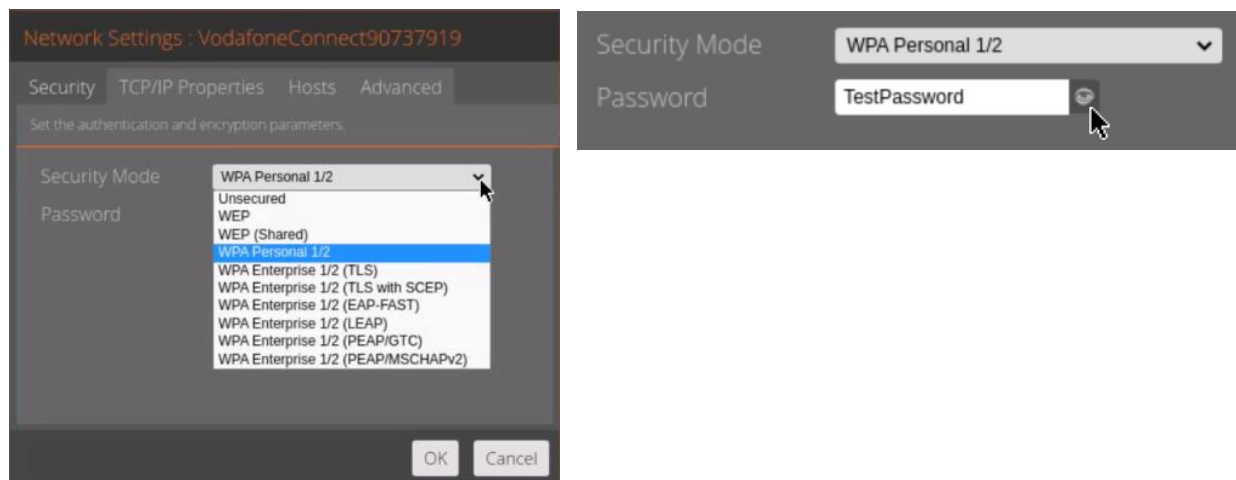 Network Settings : VodafoneConnect90737919
Security TCP/IP Properties Hosts Advanced
Set the authentication and encryption parameters.
Security Mode WPA Personal 1/2
Password
Unsecured
WEP
WEP (Shared)
WPA Personal 1/2
WPA Enterprise 1/2 (TLS)
WPA Enterprise 1/2 (TLS with SCEP)
WPA Enterprise 1/2 (EAP-FAST)
WPA Enterprise 1/2 (LEAP)
WPA Enterprise 1/2 (PEAP/GTC)
WPA Enterprise 1/2 (PEAP/MSCHAPv2)
OK Cancel
Security Mode WPA Personal 1/2
Password TestPassword